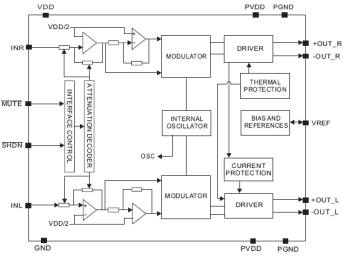 VDD
PVDD
PGND
VDD/2
INR
MODULATOR
DRIVER
+OUT_R
-OUT_R
THERMAL
PROTECTION
MUTE
INTERFACE CONTROL
ATTENUATION DECODER
INTERNAL
OSCILLATOR
BIAS AND
REFERENCES
VREF
SHDN
OSC
CURRENT
PROTECTION
INL
MODULATOR
DRIVER
+OUT_L
-OUT_L
VDD/2
GND
PVDD
PGND